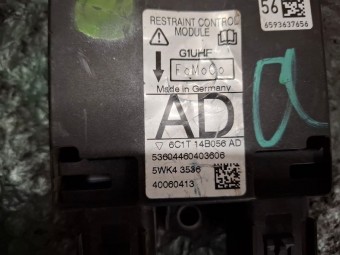 RESTRAINT CONTROL
MODULE
G1UHF
FoMoCo
Made in Germany
AD
6C1T 14B056 AD
53604460403606
5WK4 3536
40060413
56
6593637656
a